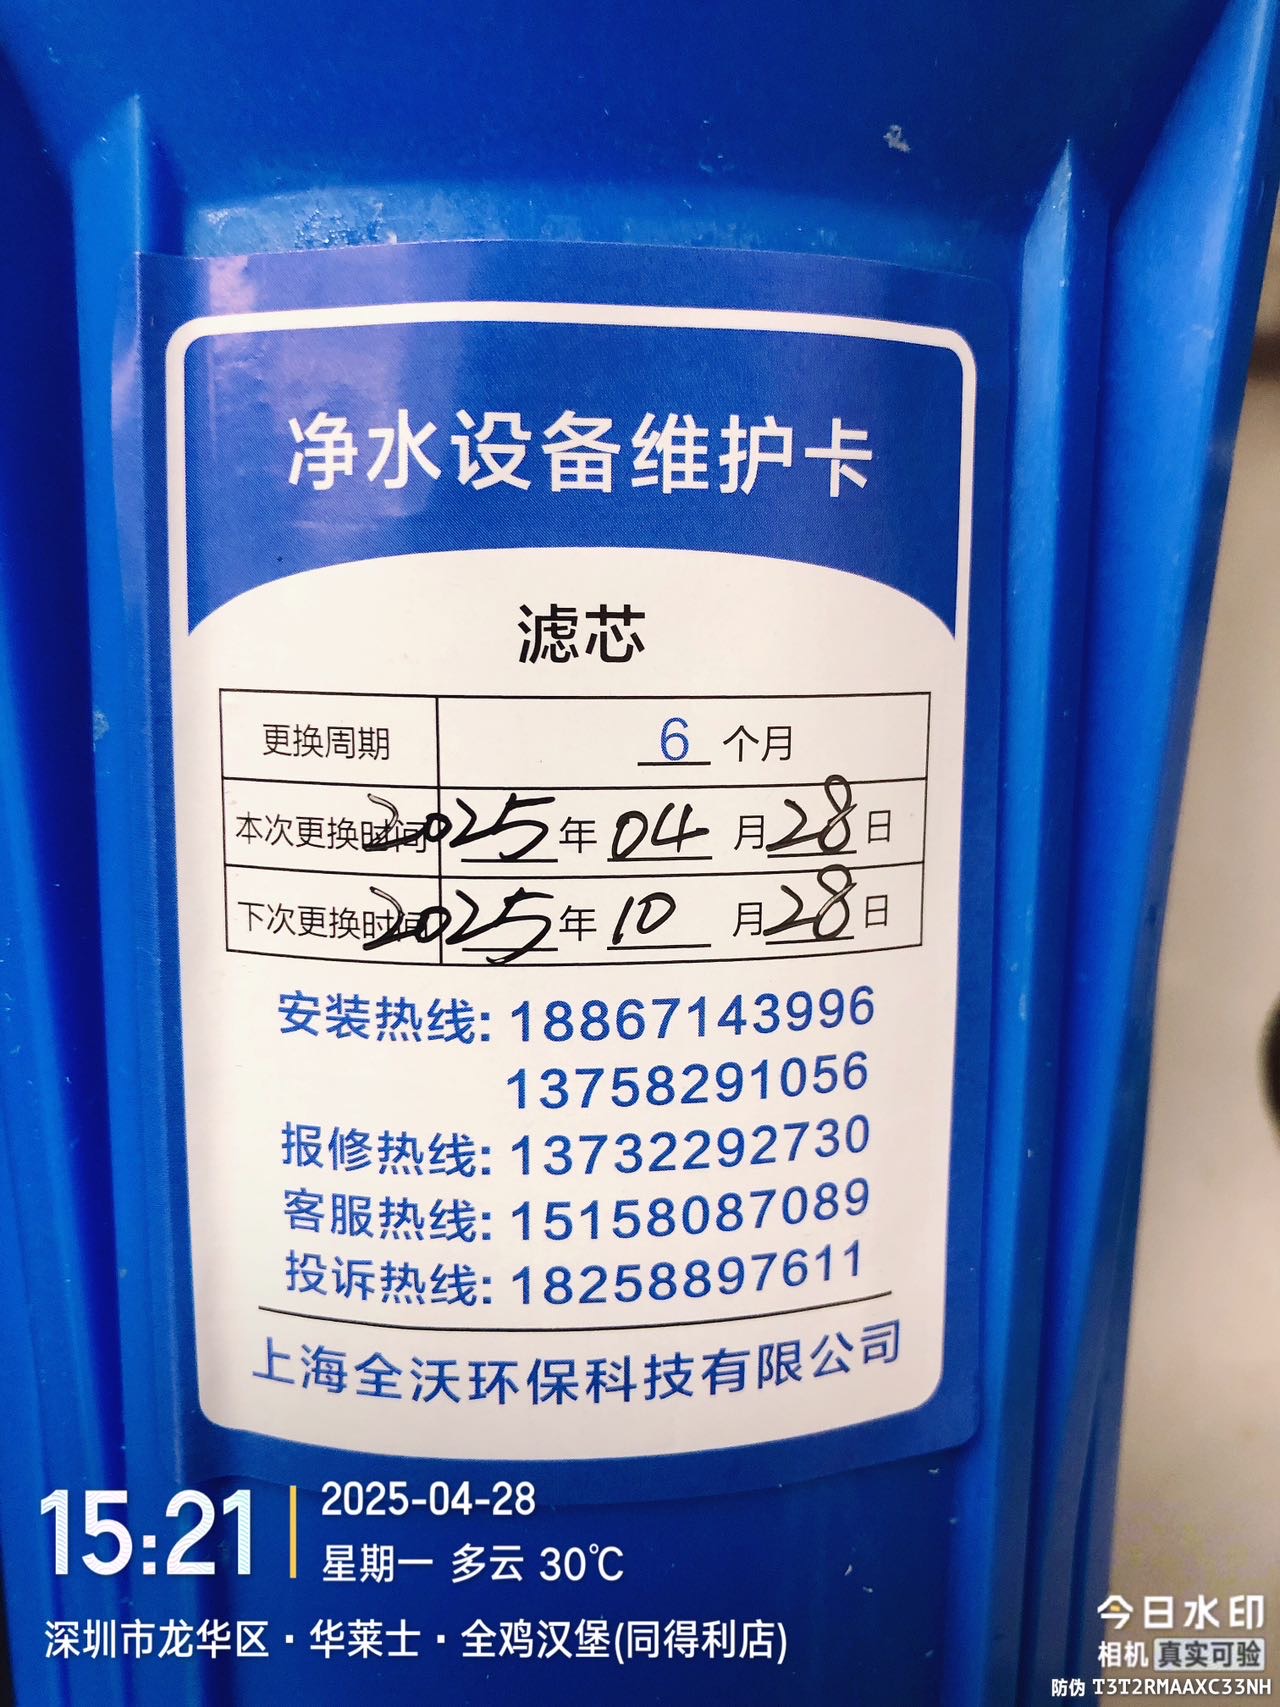 净水设备维护卡
滤芯
更换周期 6 个月
本次更换时间 2025 年 04 月 28 日
下次更换时间 2025 年 10 月 28 日
安装热线: 18867143996
13758291056
报修热线: 13732292730
客服热线: 15158087089
投诉热线: 18258897611
上海全沃环保科技有限公司
15:21
2025-04-28
星期一 多云 30℃
深圳市龙华区·华莱士·全鸡汉堡(同得利店)
今日水印
相机 真实可验
防伪 T3T2RMAAXC33NH